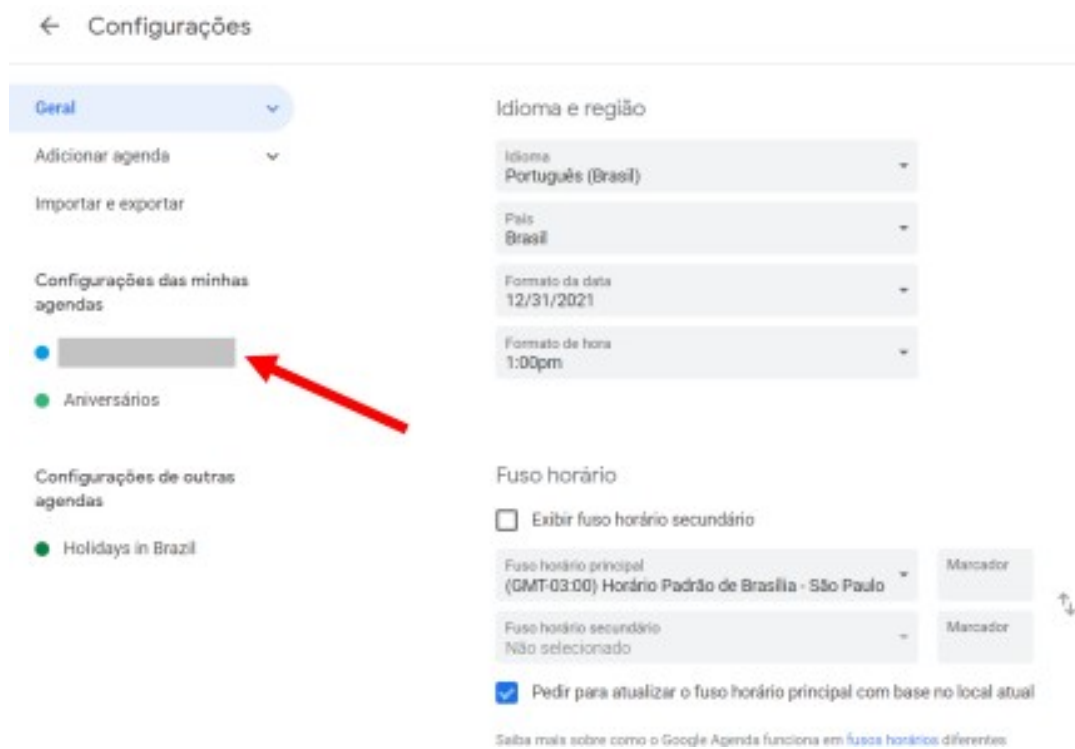 Configurações
Geral
Adicionar agenda
Importar e exportar
Configurações das minhas
agendas
Aniversários
Configurações de outras
agendas
Holidays in Brazil
Idioma e região
Idioma
Português (Brasil)
País
Brasil
Formato da data
12/31/2021
Formato de hora
1:00pm
Fuso horário
Exibir fuso horário secundário
Fuso horário principal
(GMT-03:00) Horário Padrão de Brasília - São Paulo
Marcador
Fuso horário secundário
Não selecionado
Marcador
Pedir para atualizar o fuso horário principal com base no local atual
Saiba mais sobre como o Google Agenda funciona em fusos horários diferentes